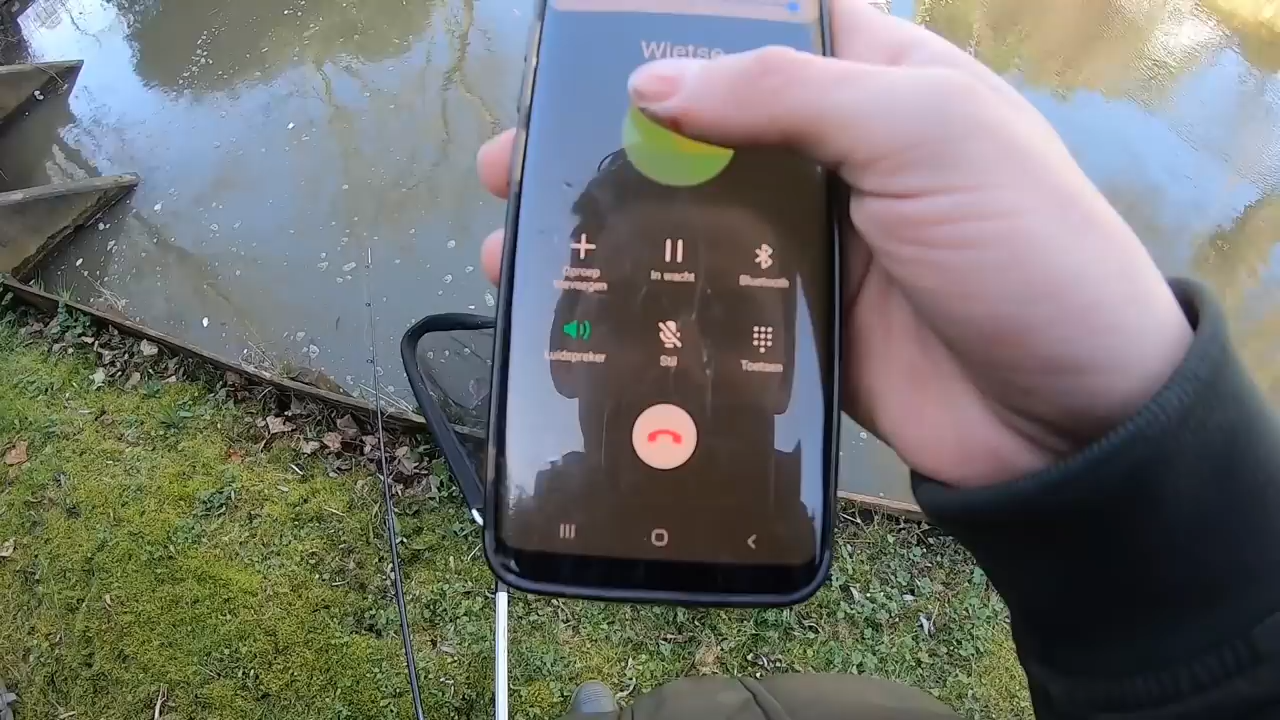 Wietse
Oproep
toevoegen
In wacht
Bluetooth
Luidspreker
Stil
Toetsen